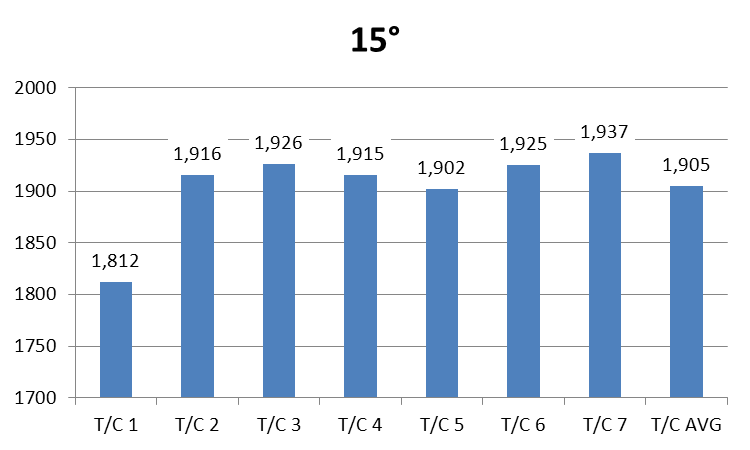 15°
2000
1950
1900
1850
1800
1750
1700
1,812
1,916
1,926
1,915
1,902
1,925
1,937
1,905
T/C 1
T/C 2
T/C 3
T/C 4
T/C 5
T/C 6
T/C 7
T/C AVG